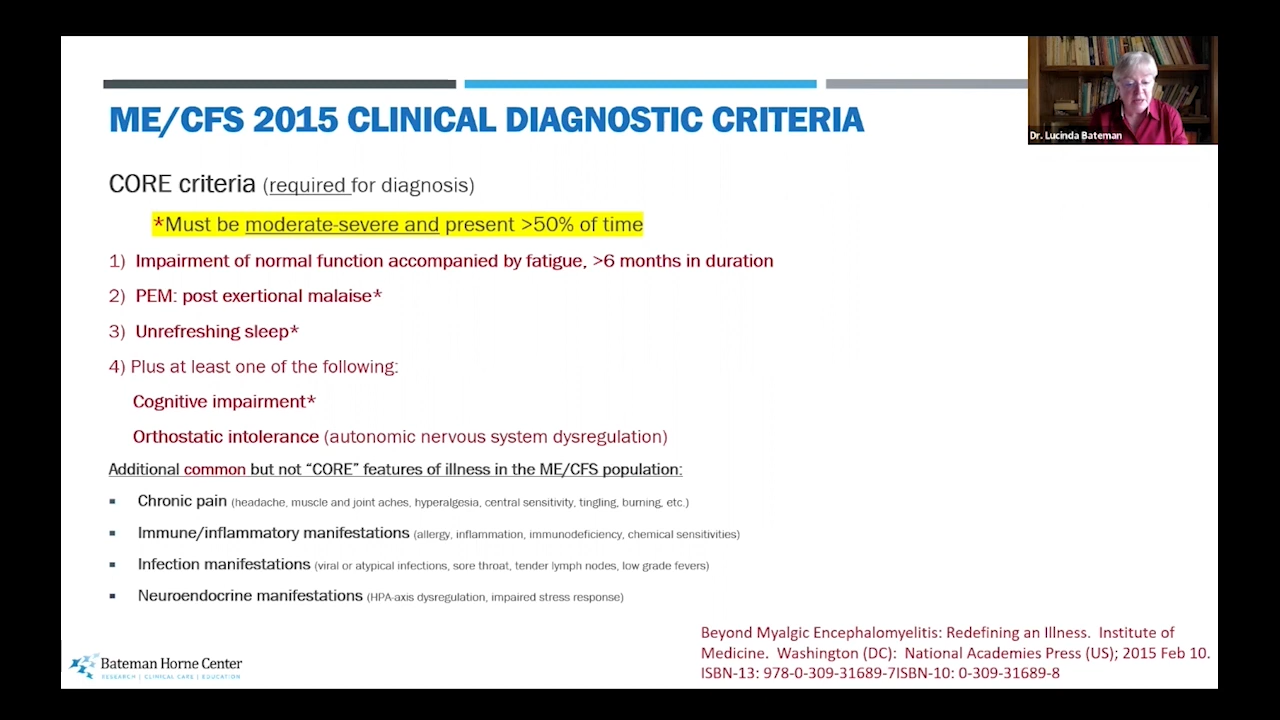 ME/CFS 2015 CLINICAL DIAGNOSTIC CRITERIA
Dr. Lucinda Bateman
CORE criteria (required for diagnosis)
*Must be moderate-severe and present >50% of time
1) Impairment of normal function accompanied by fatigue, >6 months in duration
2) PEM: post exertional malaise*
3) Unrefreshing sleep*
4) Plus at least one of the following:
Cognitive impairment*
Orthostatic intolerance (autonomic nervous system dysregulation)
Additional common but not “CORE” features of illness in the ME/CFS population:
▪ Chronic pain (headache, muscle and joint aches, hyperalgesia, central sensitivity, tingling, burning, etc.)
▪ Immune/inflammatory manifestations (allergy, inflammation, immunodeficiency, chemical sensitivities)
▪ Infection manifestations (viral or atypical infections, sore throat, tender lymph nodes, low grade fevers)
▪ Neuroendocrine manifestations (HPA-axis dysregulation, impaired stress response)
Beyond Myalgic Encephalomyelitis: Redefining an Illness. Institute of
Medicine. Washington (DC): National Academies Press (US); 2015 Feb 10.
ISBN-13: 978-0-309-31689-7ISBN-10: 0-309-31689-8
Bateman Horne Center
RESEARCH | CLINICAL CARE | EDUCATION